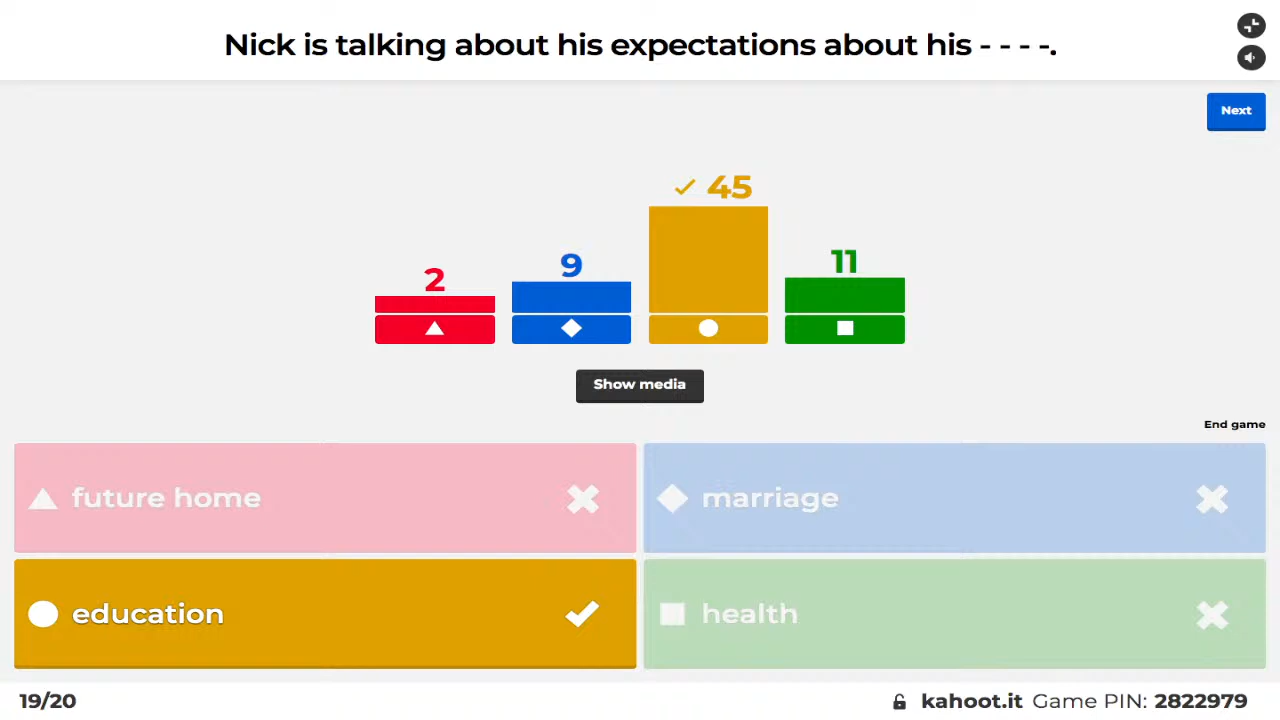 Nick is talking about his expectations about his - - - -.
Next
2
9
45
11
Show media
End game
future home
marriage
education
health
19/20
kahoot.it Game PIN: 2822979